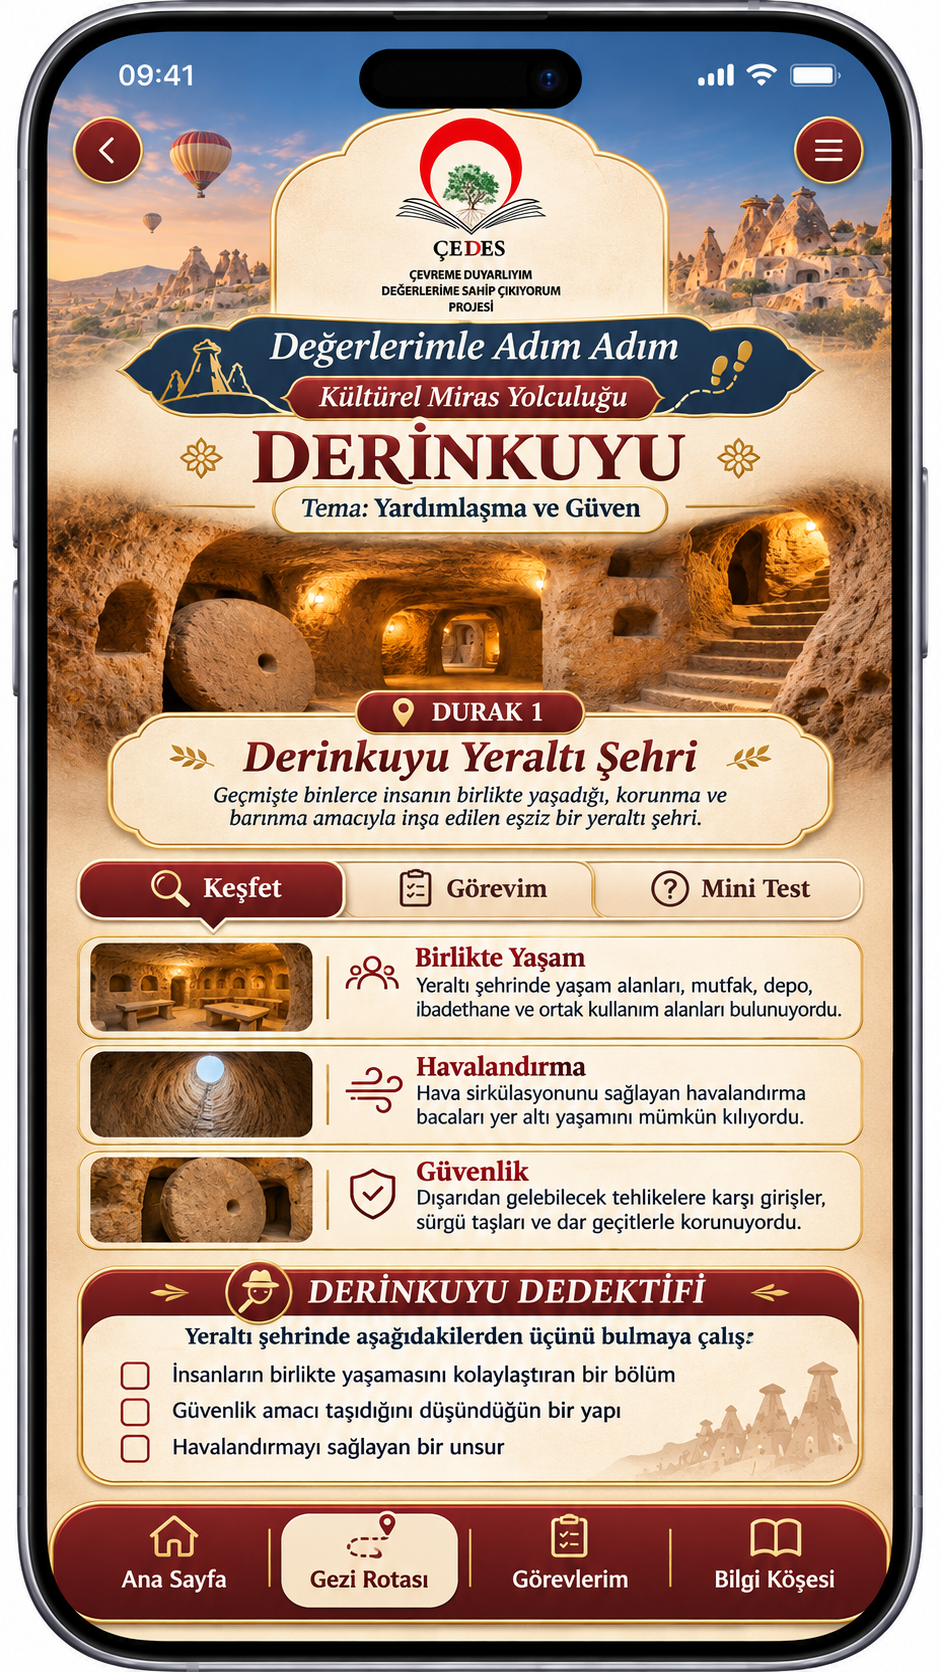 09:41
ÇEDES
ÇEVREME DUYARLIYIM
DEĞERLERİME SAHİP ÇIKIYORUM
PROJESİ
Değerlerimle Adım Adım
Kültürel Miras Yolculuğu
DERİNKUYU
Tema: Yardımlaşma ve Güven
DURAK 1
Derinkuyu Yeraltı Şehri
Geçmişte binlerce insanın birlikte yaşadığı, korunma ve
barınma amacıyla inşa edilen eşziz bir yeraltı şehri.
Keşfet
Görevim
Mini Test
Birlikte Yaşam
Yeraltı şehrinde yaşam alanları, mutfak, depo,
ibadethane ve ortak kullanım alanları bulunuyordu.
Havalandırma
Hava sirkülasyonunu sağlayan havalandırma
bacaları yer altı yaşamını mümkün kılıyordu.
Güvenlik
Dışarıdan gelebilecek tehlikelere karşı girişler,
sürgü taşları ve dar geçitlerle korunuyordu.
DERİNKUYU DEDEKTİFİ
Yeraltı şehrinde aşağıdakilerden üçünü bulmaya çalış:
İnsanların birlikte yaşamasını kolaylaştıran bir bölüm
Güvenlik amacı taşıdığını düşündüğün bir yapı
Havalandırmayı sağlayan bir unsur
Ana Sayfa
Gezi Rotası
Görevlerim
Bilgi Köşesi